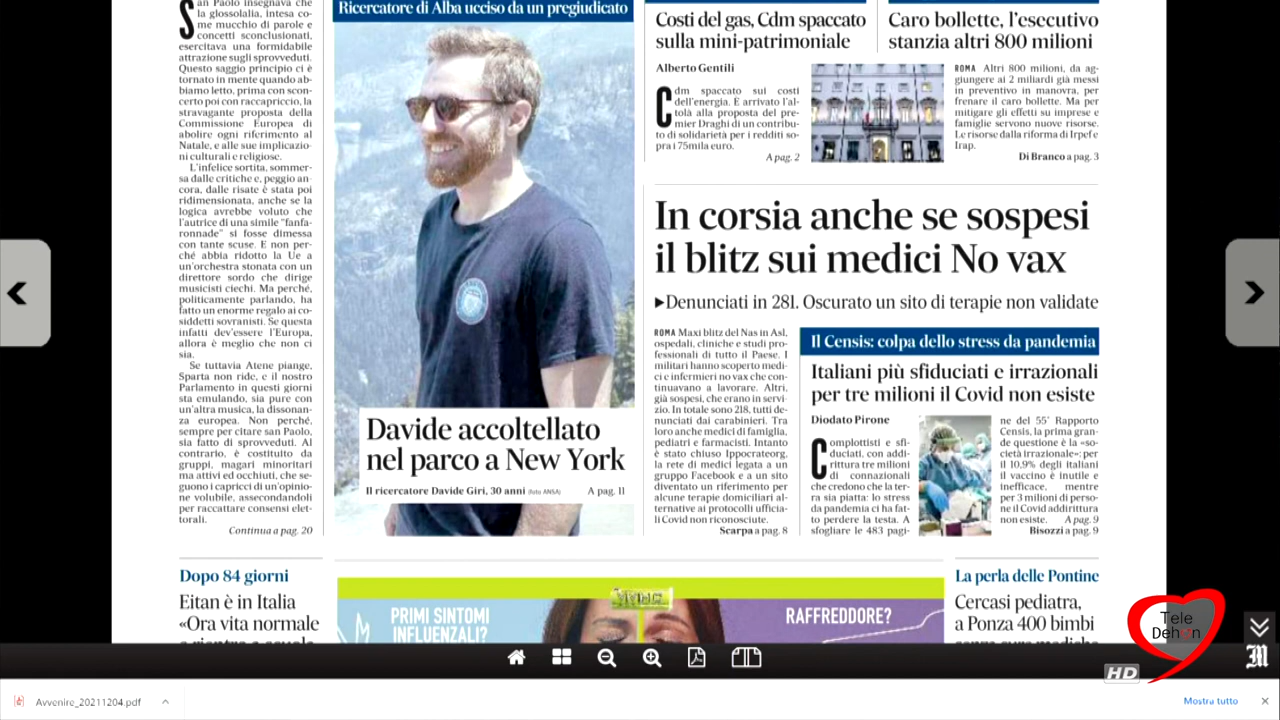 an Paolo insegnava che
la glossolalia, intesa co-
me mucchio di parole e
concetti sconclusionati,
esercitava una formidabile
attrazione sugli sprovveduti.
Questo saggio principio ci è
tornato in mente quando ab-
biamo letto, prima con scon-
certo poi con raccapriccio, la
stravagante proposta della
Commissione Europea di
abolire ogni riferimento al
Natale, e alle sue implicazio-
ni culturali e religiose.
L'infelice sortita, sommer-
sa dalle critiche e, peggio an-
cora, dalle risate è stata poi
ridimensionata, anche se la
logica avrebbe voluto che
l'autrice di una simile "fanfa-
ronnade" si fosse dimessa
con tante scuse. E non per-
ché abbia ridotto la Ue a
un'orchestra stonata con un
direttore sordo che dirige
musicisti ciechi. Ma perché,
politicamente parlando, ha
fatto un enorme regalo ai co-
siddetti sovranisti. Se questa
infatti dev'essere l'Europa,
allora è meglio che non ci
sia.
Se tuttavia Atene piange,
Sparta non ride, e il nostro
Parlamento in questi giorni
sta emulando, sia pure con
un'altra musica, la dissonan-
za europea. Non perché,
sempre per citare san Paolo,
sia fatto di sprovveduti. Al
contrario, è costituito da
gruppi, magari minoritari
ma attivi ed occhiuti, che se-
guono i capricci di un'opinio-
ne volubile, assecondandoli
per raccattare consensi elet-
torali.
Continua a pag. 20
Ricercatore di Alba ucciso da un pregiudicato
Davide accoltellato
nel parco a New York
Il ricercatore Davide Giri, 30 anni (foto ANSA) A pag. 11
Costi del gas, Cdm spaccato
sulla mini-patrimoniale
Alberto Gentili
Cdm spaccato sui costi
dell'energia. È arrivato l'al-
tolà alla proposta del pre-
mier Draghi di un contribu-
to di solidarietà per i redditi so-
pra i 75mila euro.
A pag. 2
Caro bollette, l'esecutivo
stanzia altri 800 milioni
ROMA Altri 800 milioni, da ag-
giungere ai 2 miliardi già messi
in preventivo in manovra, per
frenare il caro bollette. Ma per
mitigare gli effetti su imprese e
famiglie servono nuove risorse.
Le risorse dalla riforma di Irpef e
Irap.
Di Branco a pag. 3
In corsia anche se sospesi
il blitz sui medici No vax
▶Denunciati in 281. Oscurato un sito di terapie non validate
ROMA Maxi blitz del Nas in Asl,
ospedali, cliniche e studi pro-
fessionali di tutto il Paese. I
militari hanno scoperto medi-
ci e infermieri no vax che con-
tinuavano a lavorare. Altri,
già sospesi, che erano in servi-
zio. In totale sono 218, tutti de-
nunciati dai carabinieri. Tra
loro anche medici di famiglia,
pediatri e farmacisti. Intanto
è stato chiuso Ippocrateorg,
la rete di medici legata a un
gruppo Facebook e a un sito
diventato un riferimento per
alcune terapie domiciliari al-
ternative ai protocolli ufficia-
li Covid non riconosciute.
Scarpa a pag. 8
Il Censis: colpa dello stress da pandemia
Italiani più sfiduciati e irrazionali
per tre milioni il Covid non esiste
Diodato Pirone
Complottisti e sfi-
duciati, con addi-
rittura tre milioni
di connazionali
che credono che la ter-
ra sia piatta: lo stress
da pandemia ci ha fat-
to perdere la testa. A
sfogliare le 483 pagi-
ne del 55° Rapporto
Censis, la prima gran-
de questione è la «so-
cietà irrazionale»: per
il 10,9% degli italiani
il vaccino è inutile e
inefficace, mentre
per 3 milioni di perso-
ne il Covid addirittura
non esiste. A pag. 9
Bisozzi a pag. 9
Dopo 84 giorni
Eitan è in Italia
«Ora vita normale
PRIMI SINTOMI
INFLUENZALI?
RAFFREDDORE?
La perla delle Pontine
Cercasi pediatra,
a Ponza 400 bimbi
Tele
Dehon
HD
M
Avvenire_20211204.pdf
Mostra tutto